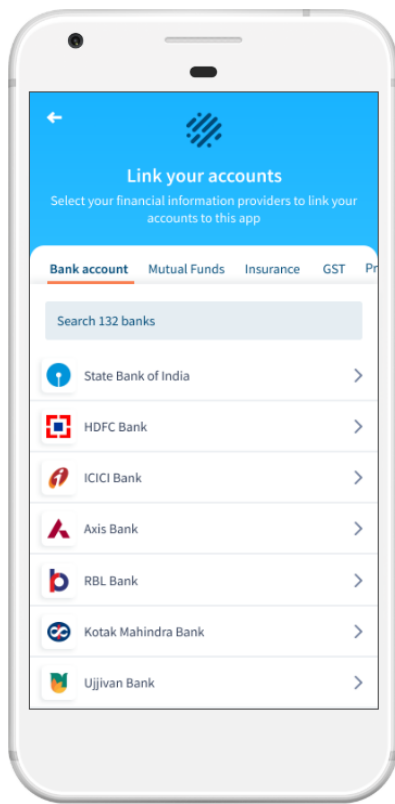 Link your accounts
Select your financial information providers to link your
accounts to this app
Bank account Mutual Funds Insurance GST Pr
Search 132 banks
State Bank of India
HDFC Bank
ICICI Bank
Axis Bank
RBL Bank
Kotak Mahindra Bank
Ujjivan Bank